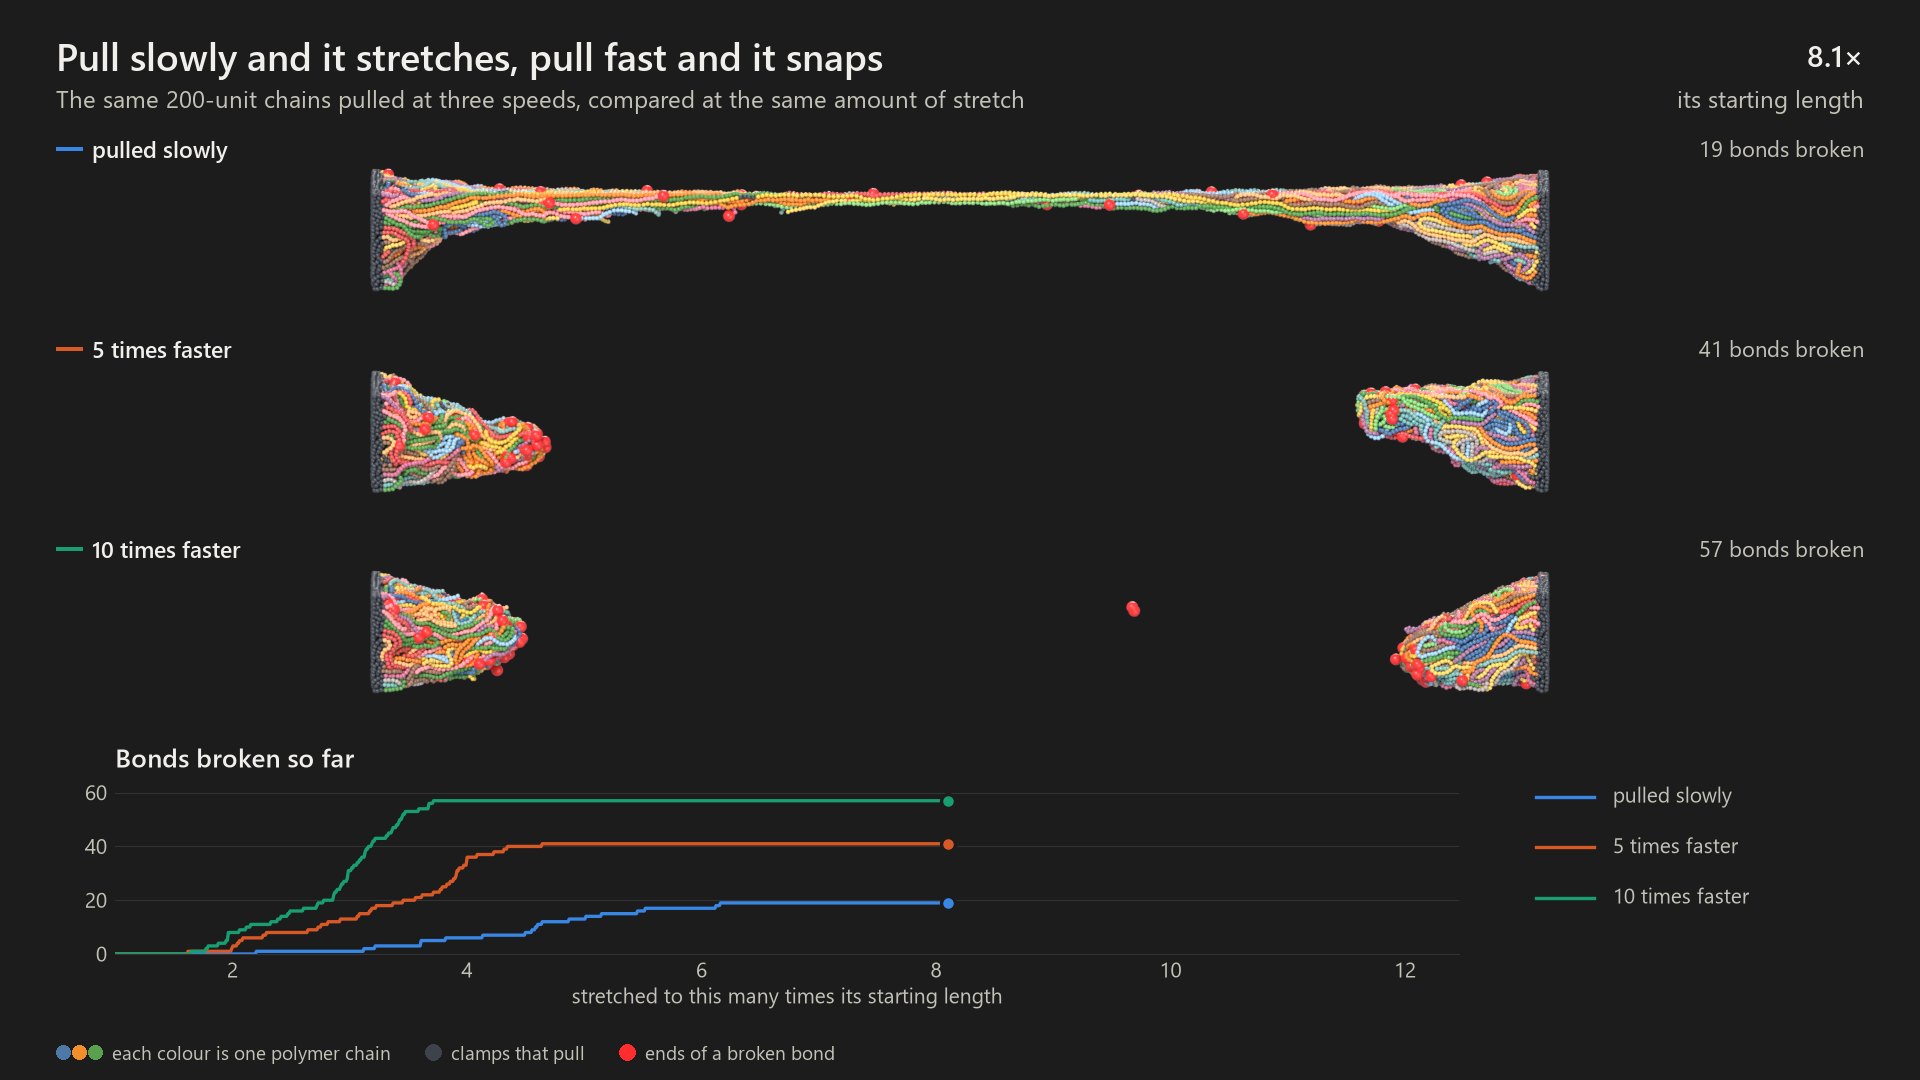 Pull slowly and it stretches, pull fast and it snaps
8.1×
The same 200-unit chains pulled at three speeds, compared at the same amount of stretch
its starting length
pulled slowly
19 bonds broken
5 times faster
41 bonds broken
10 times faster
57 bonds broken
Bonds broken so far
60
40
20
0
2 4 6 8 10 12
stretched to this many times its starting length
pulled slowly
5 times faster
10 times faster
each colour is one polymer chain
clamps that pull
ends of a broken bond